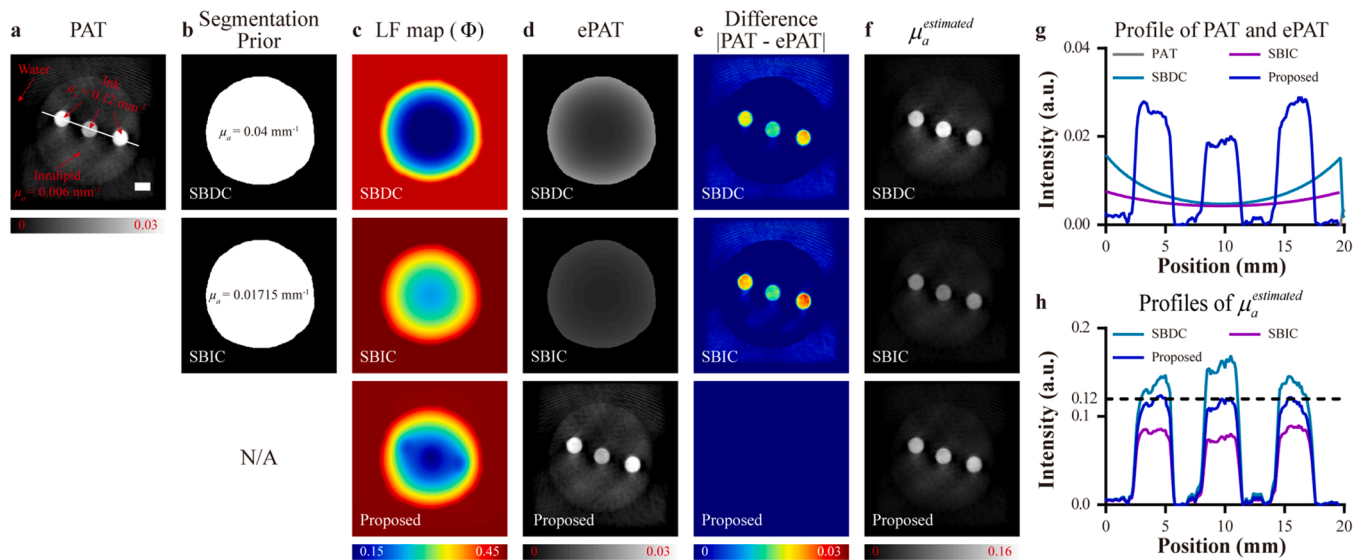 a PAT
Water
Ink
μa = 0.12 mm-1
Intralipid
μa = 0.006 mm-1
0 0.03
b Segmentation
Prior
μa = 0.04 mm-1
SBDC
μa = 0.01715 mm-1
SBIC
N/A
c LF map (Φ)
SBDC
SBIC
Proposed
0.15 0.45
d ePAT
SBDC
SBIC
Proposed
0 0.03
e Difference
|PAT - ePAT|
SBDC
SBIC
Proposed
0 0.03
f μa estimated
SBDC
SBIC
Proposed
0 0.16
g Profile of PAT and ePAT
PAT SBIC
SBDC Proposed
Intensity (a.u.)
0.04
0.02
0.00
0 5 10 15 20
Position (mm)
h Profiles of μa estimated
SBDC SBIC
Proposed
Intensity (a.u.)
0.2
0.12
0.1
0.0
0 5 10 15 20
Position (mm)